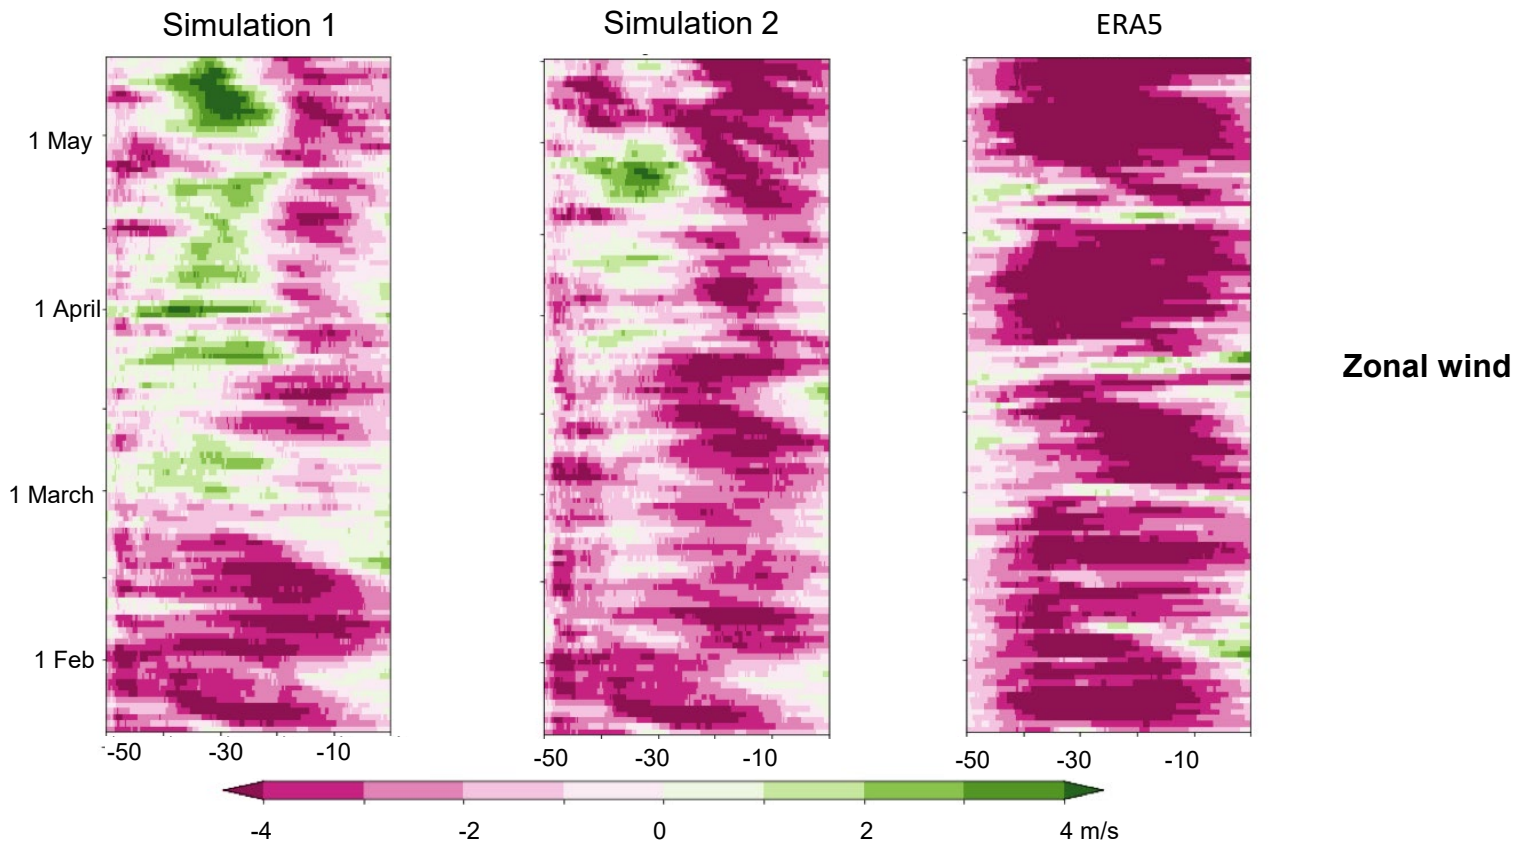 Simulation 1
Simulation 2
ERA5
1 May
1 April
1 March
1 Feb
Zonal wind
-50 -30 -10
-50 -30 -10
-50 -30 -10
-4 -2 0 2 4 m/s